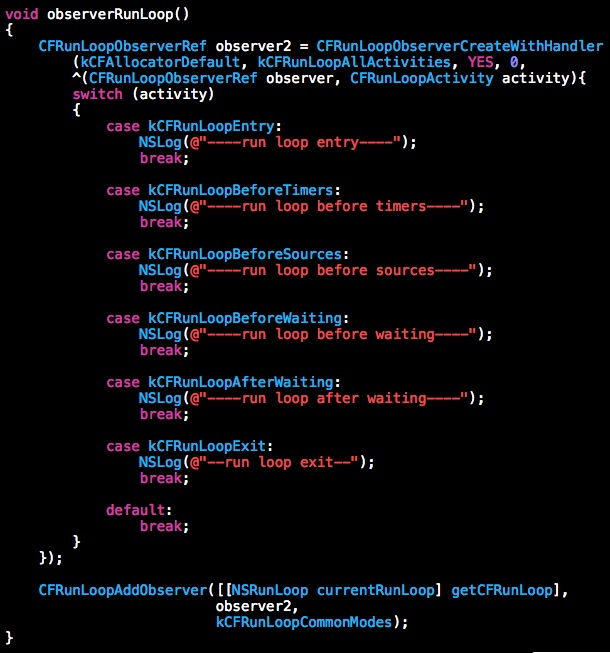 void observerRunLoop()
{
    CFRunLoopObserverRef observer2 = CFRunLoopObserverCreateWithHandler
        (kCFAllocatorDefault, kCFRunLoopAllActivities, YES, 0,
        ^(CFRunLoopObserverRef observer, CFRunLoopActivity activity){
        switch (activity)
        {
            case kCFRunLoopEntry:
                NSLog(@"----run loop entry----");
                break;

            case kCFRunLoopBeforeTimers:
                NSLog(@"----run loop before timers----");
                break;

            case kCFRunLoopBeforeSources:
                NSLog(@"----run loop before sources----");
                break;

            case kCFRunLoopBeforeWaiting:
                NSLog(@"----run loop before waiting----");
                break;

            case kCFRunLoopAfterWaiting:
                NSLog(@"----run loop after waiting----");
                break;

            case kCFRunLoopExit:
                NSLog(@"--run loop exit--");
                break;

            default:
                break;
        }
    });

    CFRunLoopAddObserver([[NSRunLoop currentRunLoop] getCFRunLoop],
                         observer2,
                         kCFRunLoopCommonModes);
}